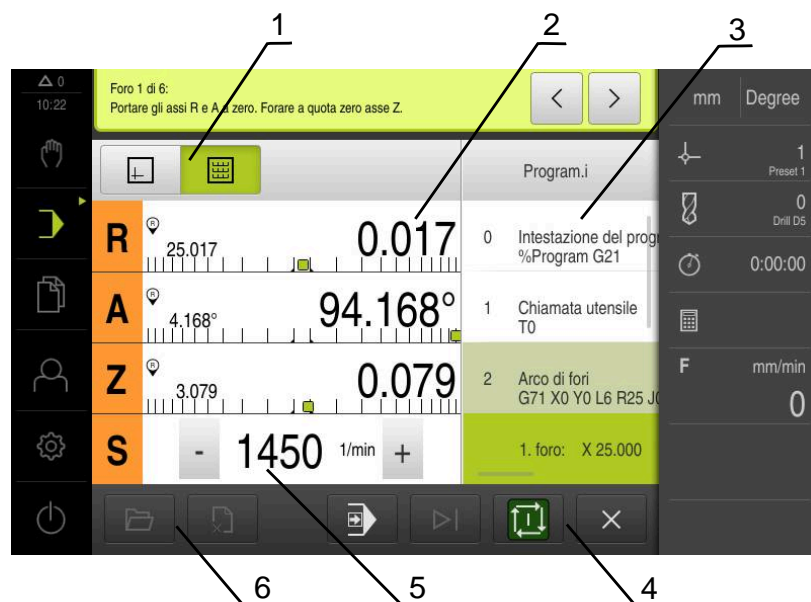 1
2
3
0
10:22
Foro 1 di 6:
Portare gli assi R e A a zero. Forare a quota zero asse Z.
mm
Degree
Program.i
1
Preset 1
0
Drill D5
0:00:00
F
mm/min
0
R
R
25.017
0.017
A
R
4.168°
94.168°
Z
R
3.079
0.079
S
-
1450
1/min
+
0
Intestazione del progr
%Program G21
1
Chiamata utensile
T0
2
Arco di fori
G71 X0 Y0 L6 R25 J0
1. foro: X 25.000
6
5
4